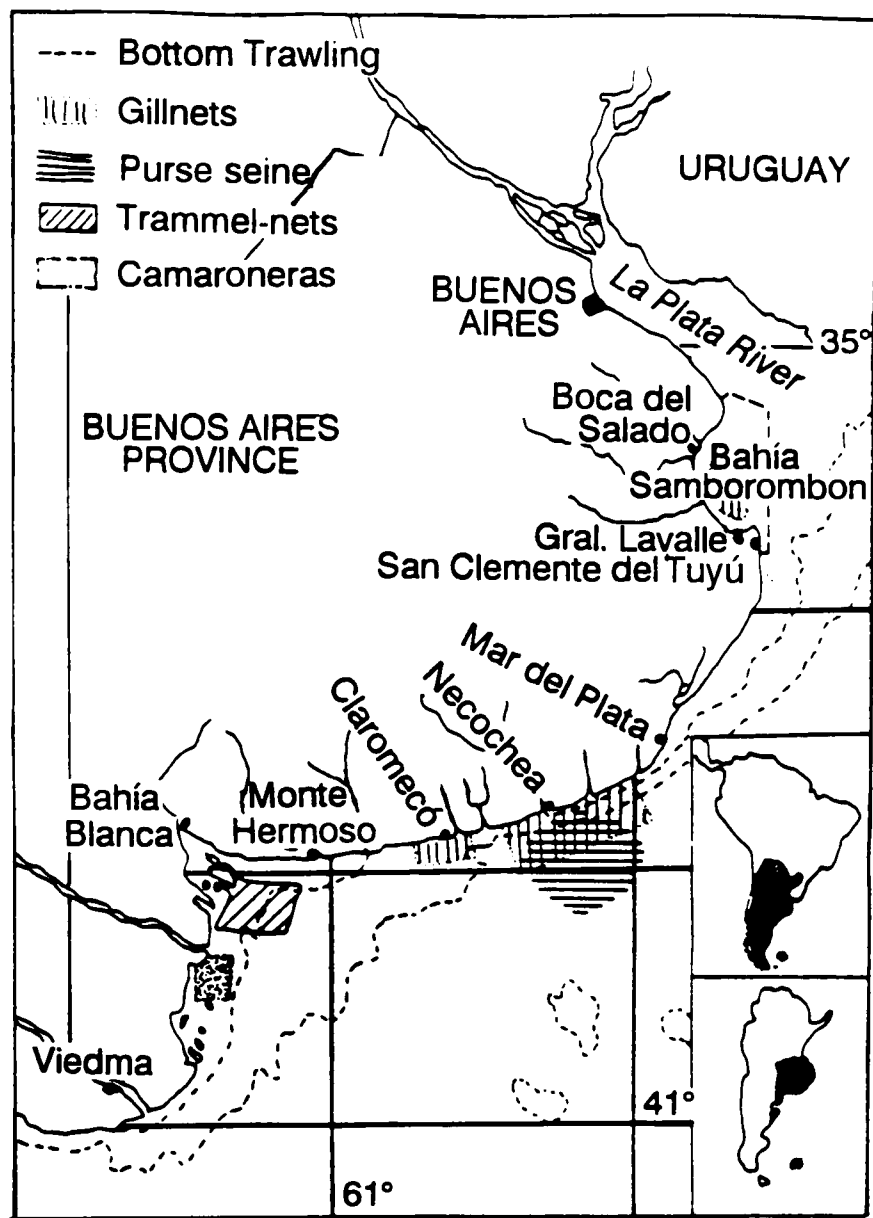 Bottom Trawling
Gillnets
Purse seine
Trammel-nets
Camaroneras
URUGUAY
BUENOS
AIRES
La Plata River
35°
Boca del
Salado
BUENOS AIRES
PROVINCE
Bahía
Samborombon
Gral. Lavalle
San Clemente del Tuyú
Mar del Plata
Necochea
Claromecó
Bahía
Blanca
Monte
Hermoso
Viedma
41°
61°